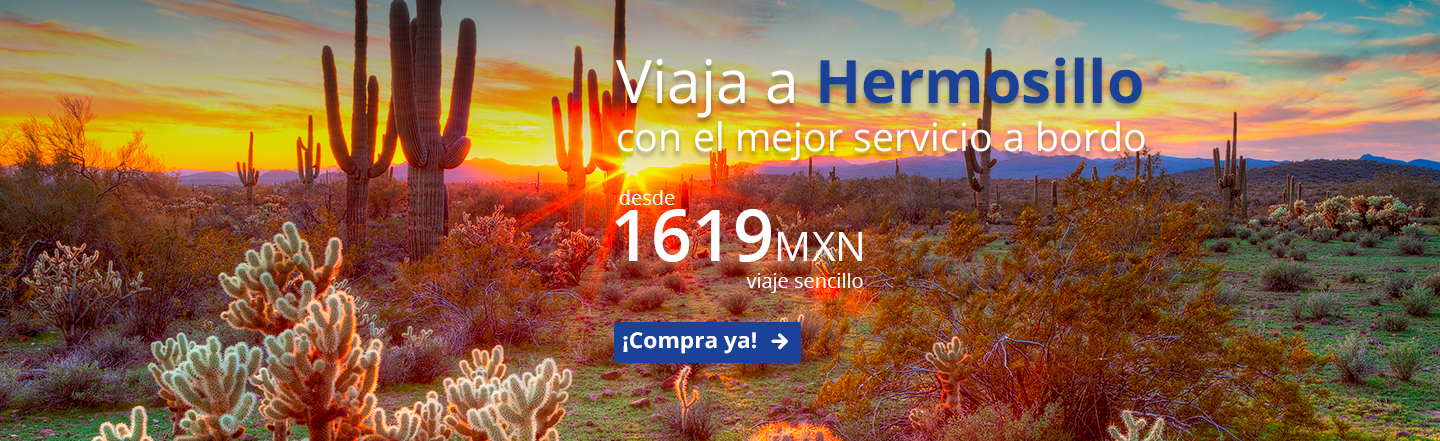 Viaja a Hermosillo
con el mejor servicio a bordo
desde
1619MXN
viaje sencillo
¡Compra ya! →